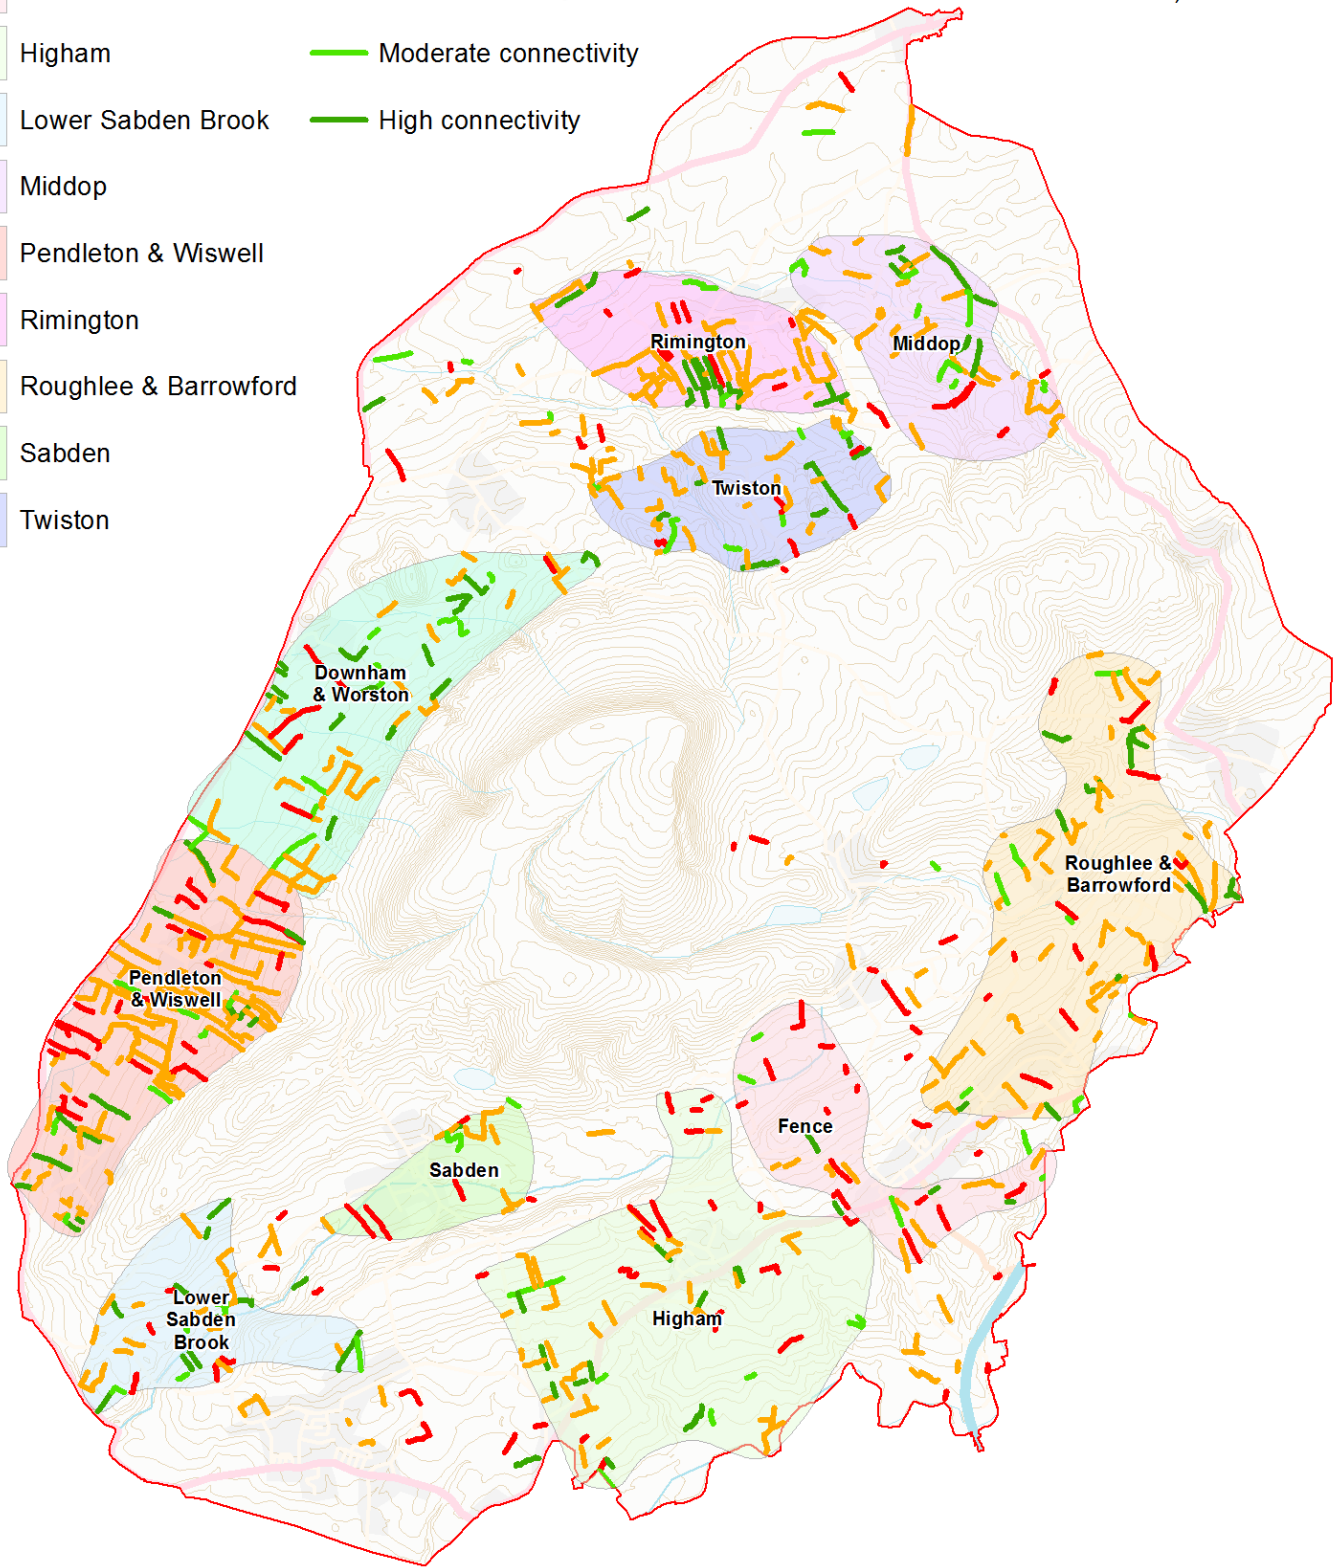 Higham
Moderate connectivity
Lower Sabden Brook
High connectivity
Middop
Pendleton & Wiswell
Rimington
Roughlee & Barrowford
Sabden
Twiston
Rimington
Middop
Twiston
Downham
& Worston
Roughlee &
Barrowford
Pendleton
& Wiswell
Fence
Sabden
Lower
Sabden
Brook
Higham